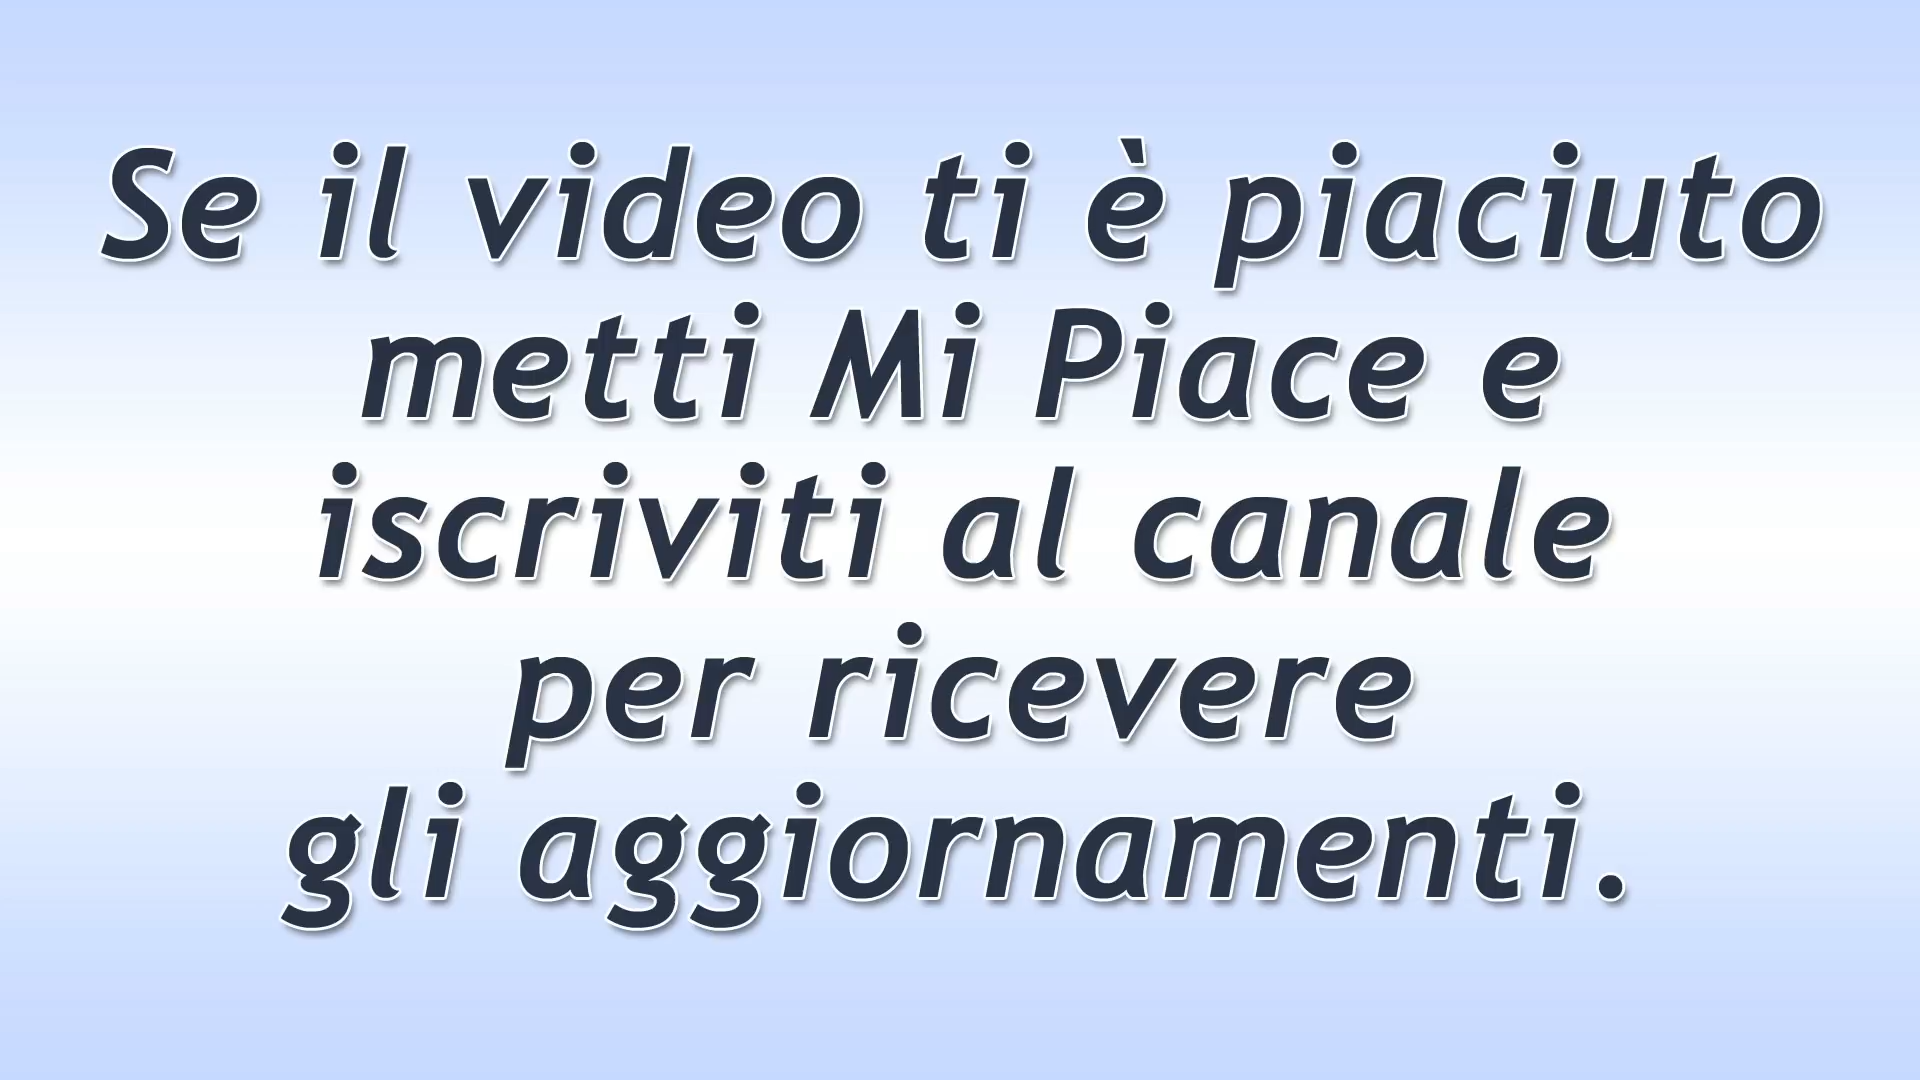 Se il video ti è piaciuto
metti Mi Piace e
iscriviti al canale
per ricevere
gli aggiornamenti.